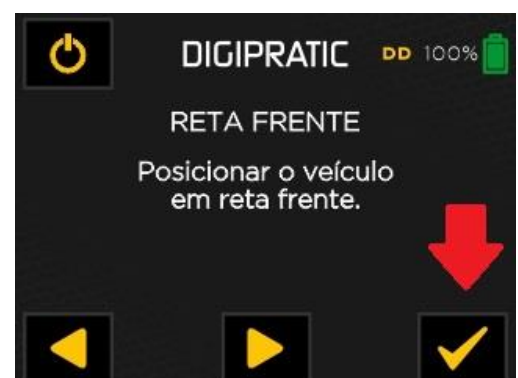 DIGIPRATIC DD 100%
RETA FRENTE
Posicionar o veículo
em reta frente.